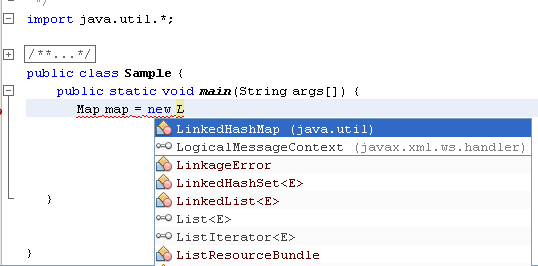 */
import java.util.*;
/**...*/
public class Sample {
public static void main(String args[]) {
Map map = new L
LinkedHashMap (java.util)
LogicalMessageContext (javax.xml.ws.handler)
LinkageError
LinkedHashSet<E>
LinkedList<E>
List<E>
ListIterator<E>
ListResourceBundle
}
}